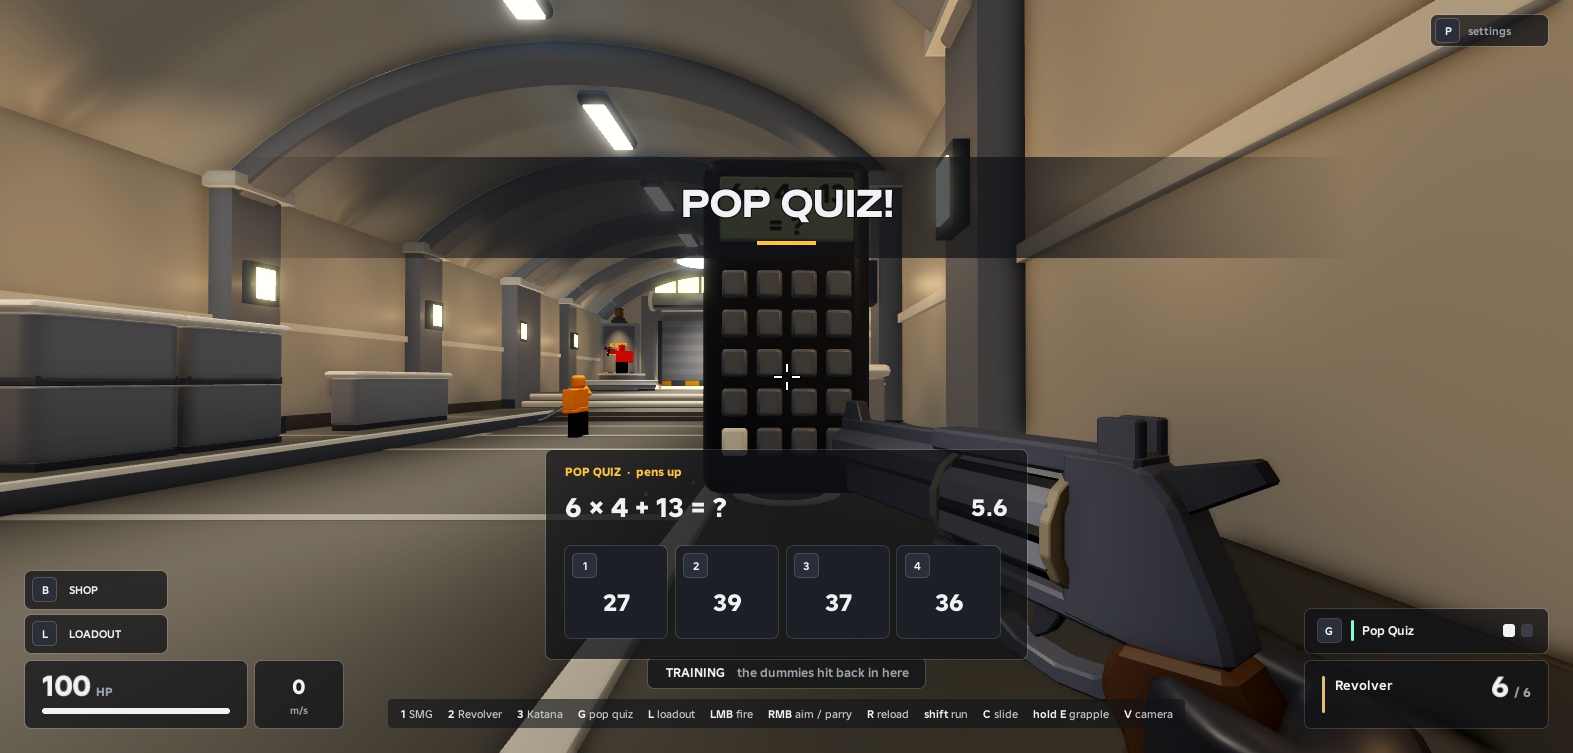 P settings
POP QUIZ!
= ?
POP QUIZ · pens up
6 × 4 + 13 = ?
5.6
1
2
3
4
27
39
37
36
B SHOP
L LOADOUT
100 HP
0
m/s
TRAINING the dummies hit back in here
1 SMG 2 Revolver 3 Katana G pop quiz L loadout LMB fire RMB aim / parry R reload shift run C slide hold E grapple V camera
G Pop Quiz
Revolver
6 / 6